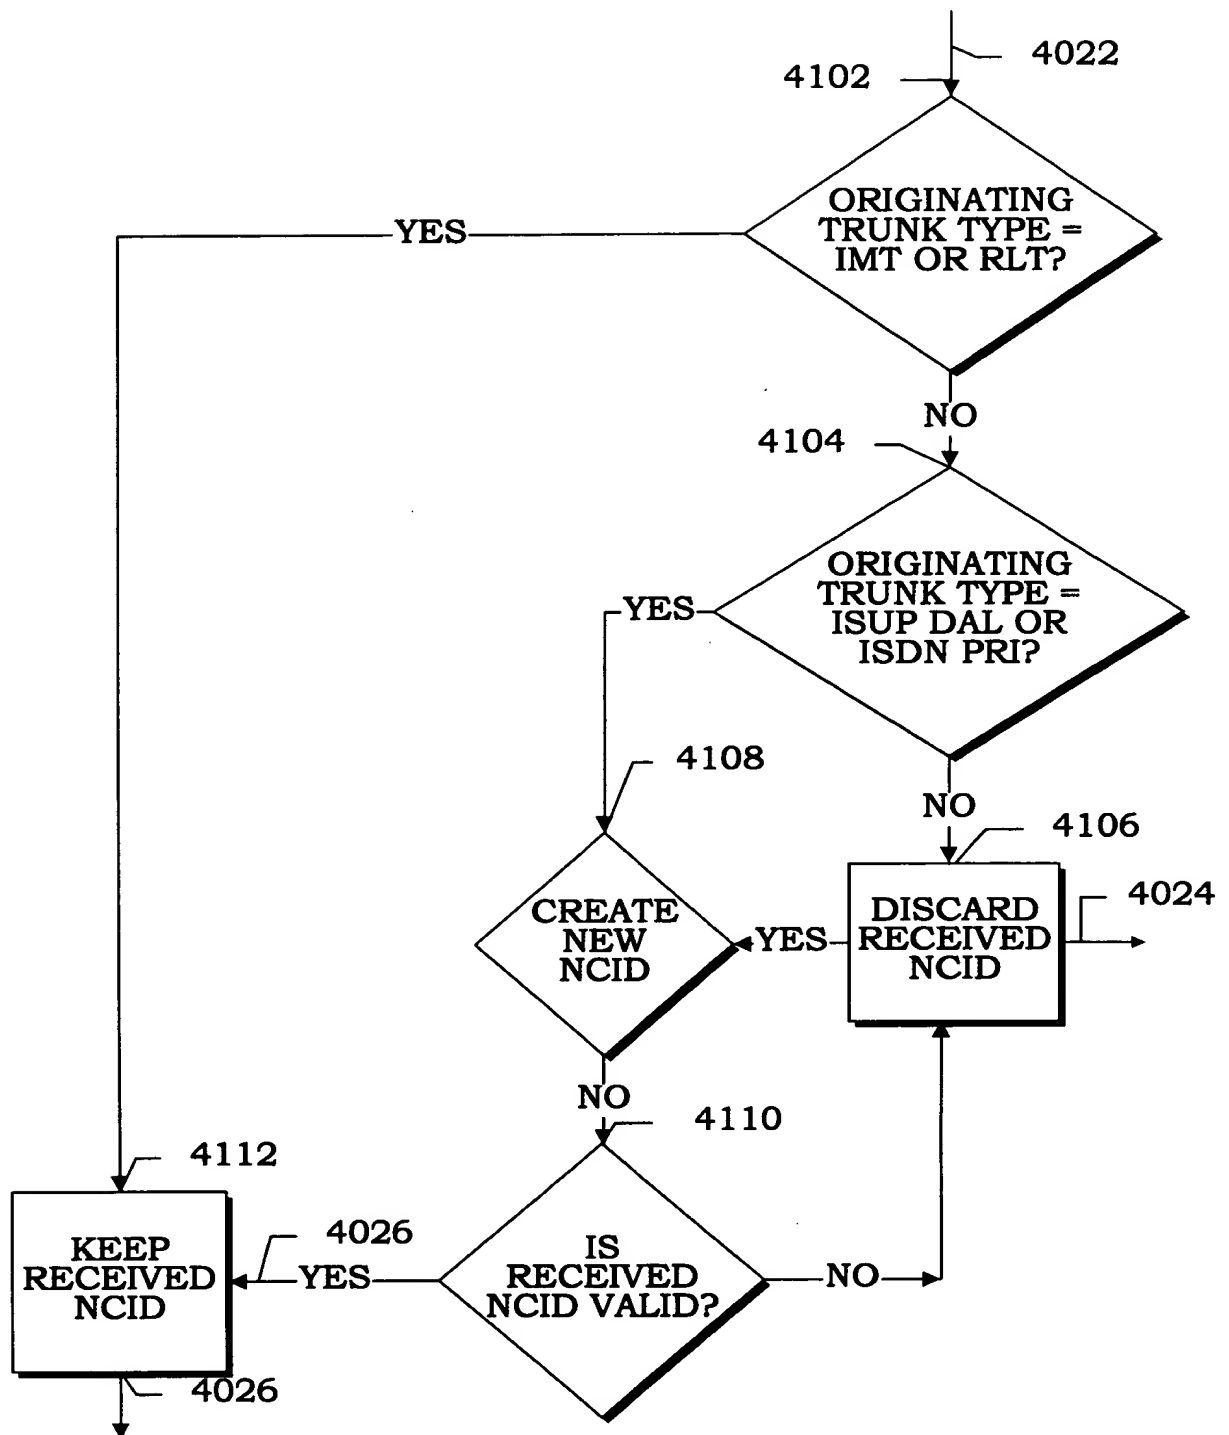 4022
4102
ORIGINATING
TRUNK TYPE =
IMT OR RLT?
YES
NO
4104
ORIGINATING
TRUNK TYPE =
ISUP DAL OR
ISDN PRI?
YES
4108
NO
4106
CREATE
NEW
NCID
YES
DISCARD
RECEIVED
NCID
4024
NO
4110
4112
KEEP
RECEIVED
NCID
4026
YES
IS
RECEIVED
NCID VALID?
NO
4026